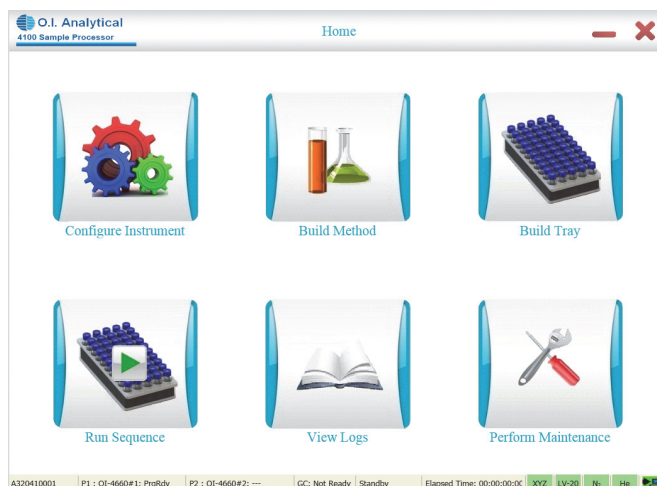 O.I. Analytical
4100 Sample Processor
Home
Configure Instrument
Build Method
Build Tray
Run Sequence
View Logs
Perform Maintenance
A320410001 P1 : OI-4660#1: PrgRdy P2 : OI-4660#2: --- GC: Not Ready Standby Elapsed Time: 00:00:00:00 XYZ LV-20 N₂ He